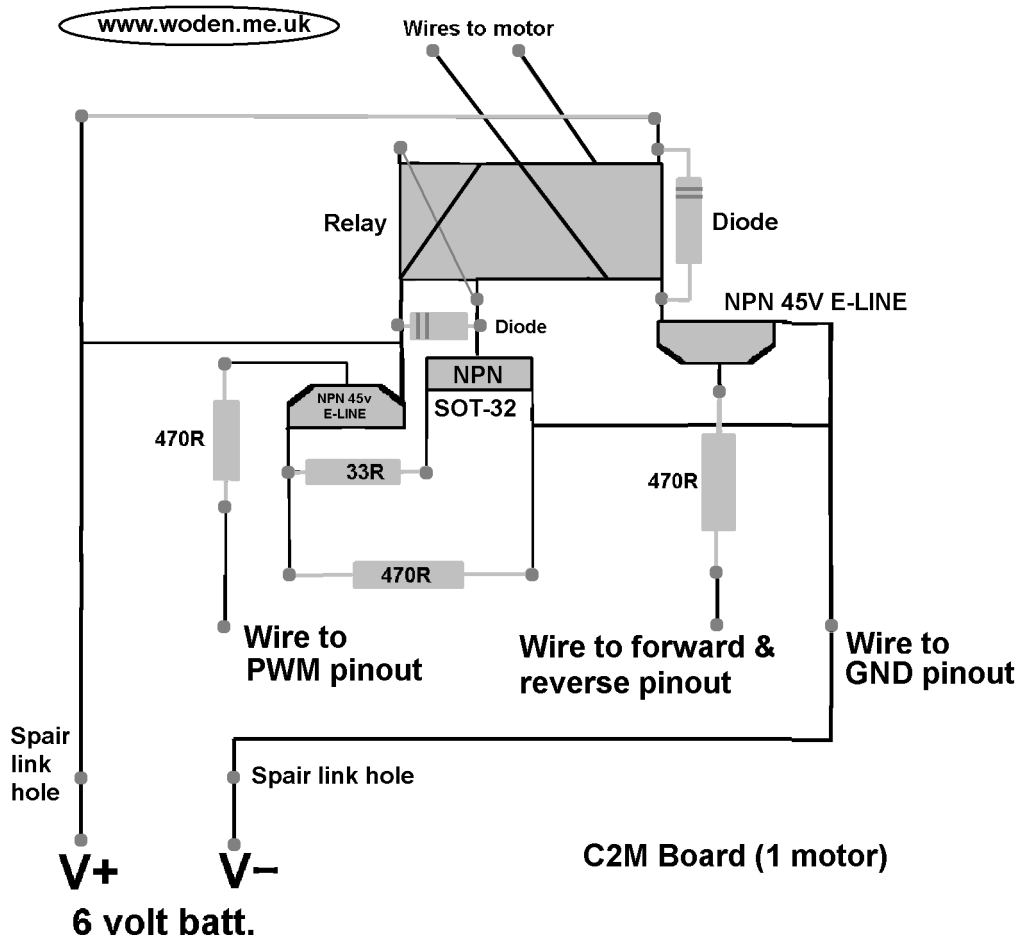 www.woden.me.uk
Wires to motor
Relay
Diode
NPN 45V E-LINE
Diode
NPN
NPN 45v
E-LINE
SOT-32
470R
33R
470R
470R
Wire to
PWM pinout
Wire to forward &
reverse pinout
Wire to
GND pinout
Spair
link
hole
Spair link hole
V+
V-
C2M Board (1 motor)
6 volt batt.